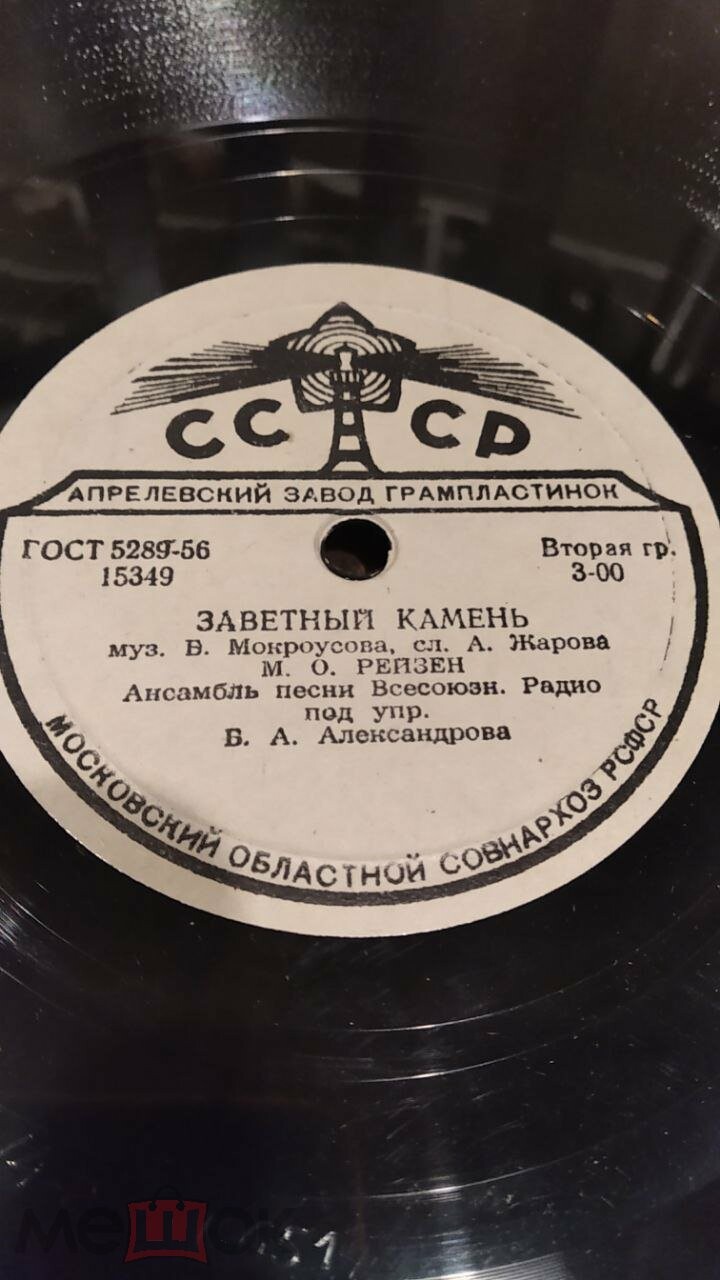 СССР
АПРЕЛЕВСКИЙ ЗАВОД ГРАМПЛАСТИНОК
ГОСТ 5289-56
15349
Вторая гр.
3-00
ЗАВЕТНЫЙ КАМЕНЬ
муз. Б. Мокроусова, сл. А. Жарова
М. О. РЕЙЗЕН
Ансамбль песни Всесоюзн. Радио
под упр.
Б. А. Александрова
МОСКОВСКИЙ ОБЛАСТНОЙ СОВНАРХОЗ РСФСР
мешок